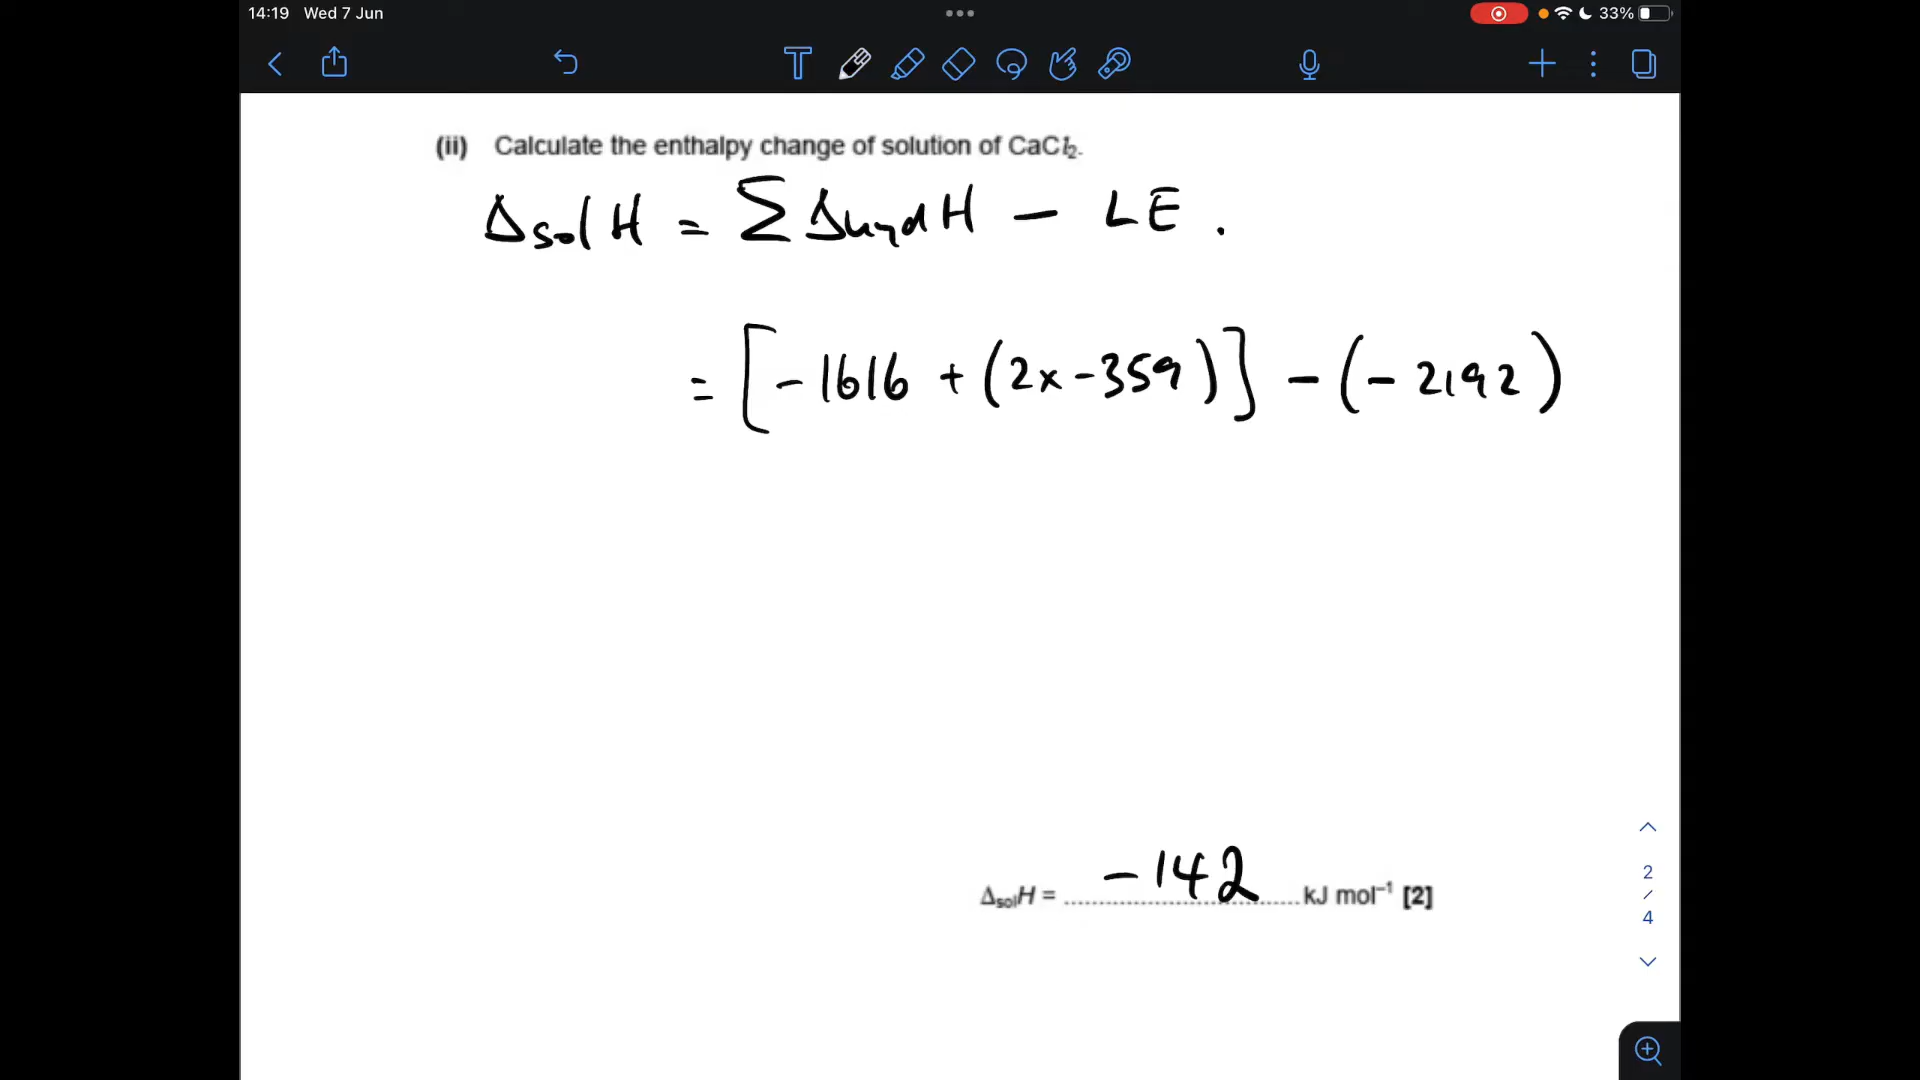 14:19 Wed 7 Jun
33%
(ii) Calculate the enthalpy change of solution of CaCl₂.
ΔsolH = ΣΔhydH − LE.
= [−1616 + (2x−359)] − (−2192)
ΔsolH = −142 kJ mol⁻¹ [2]
2
/
4